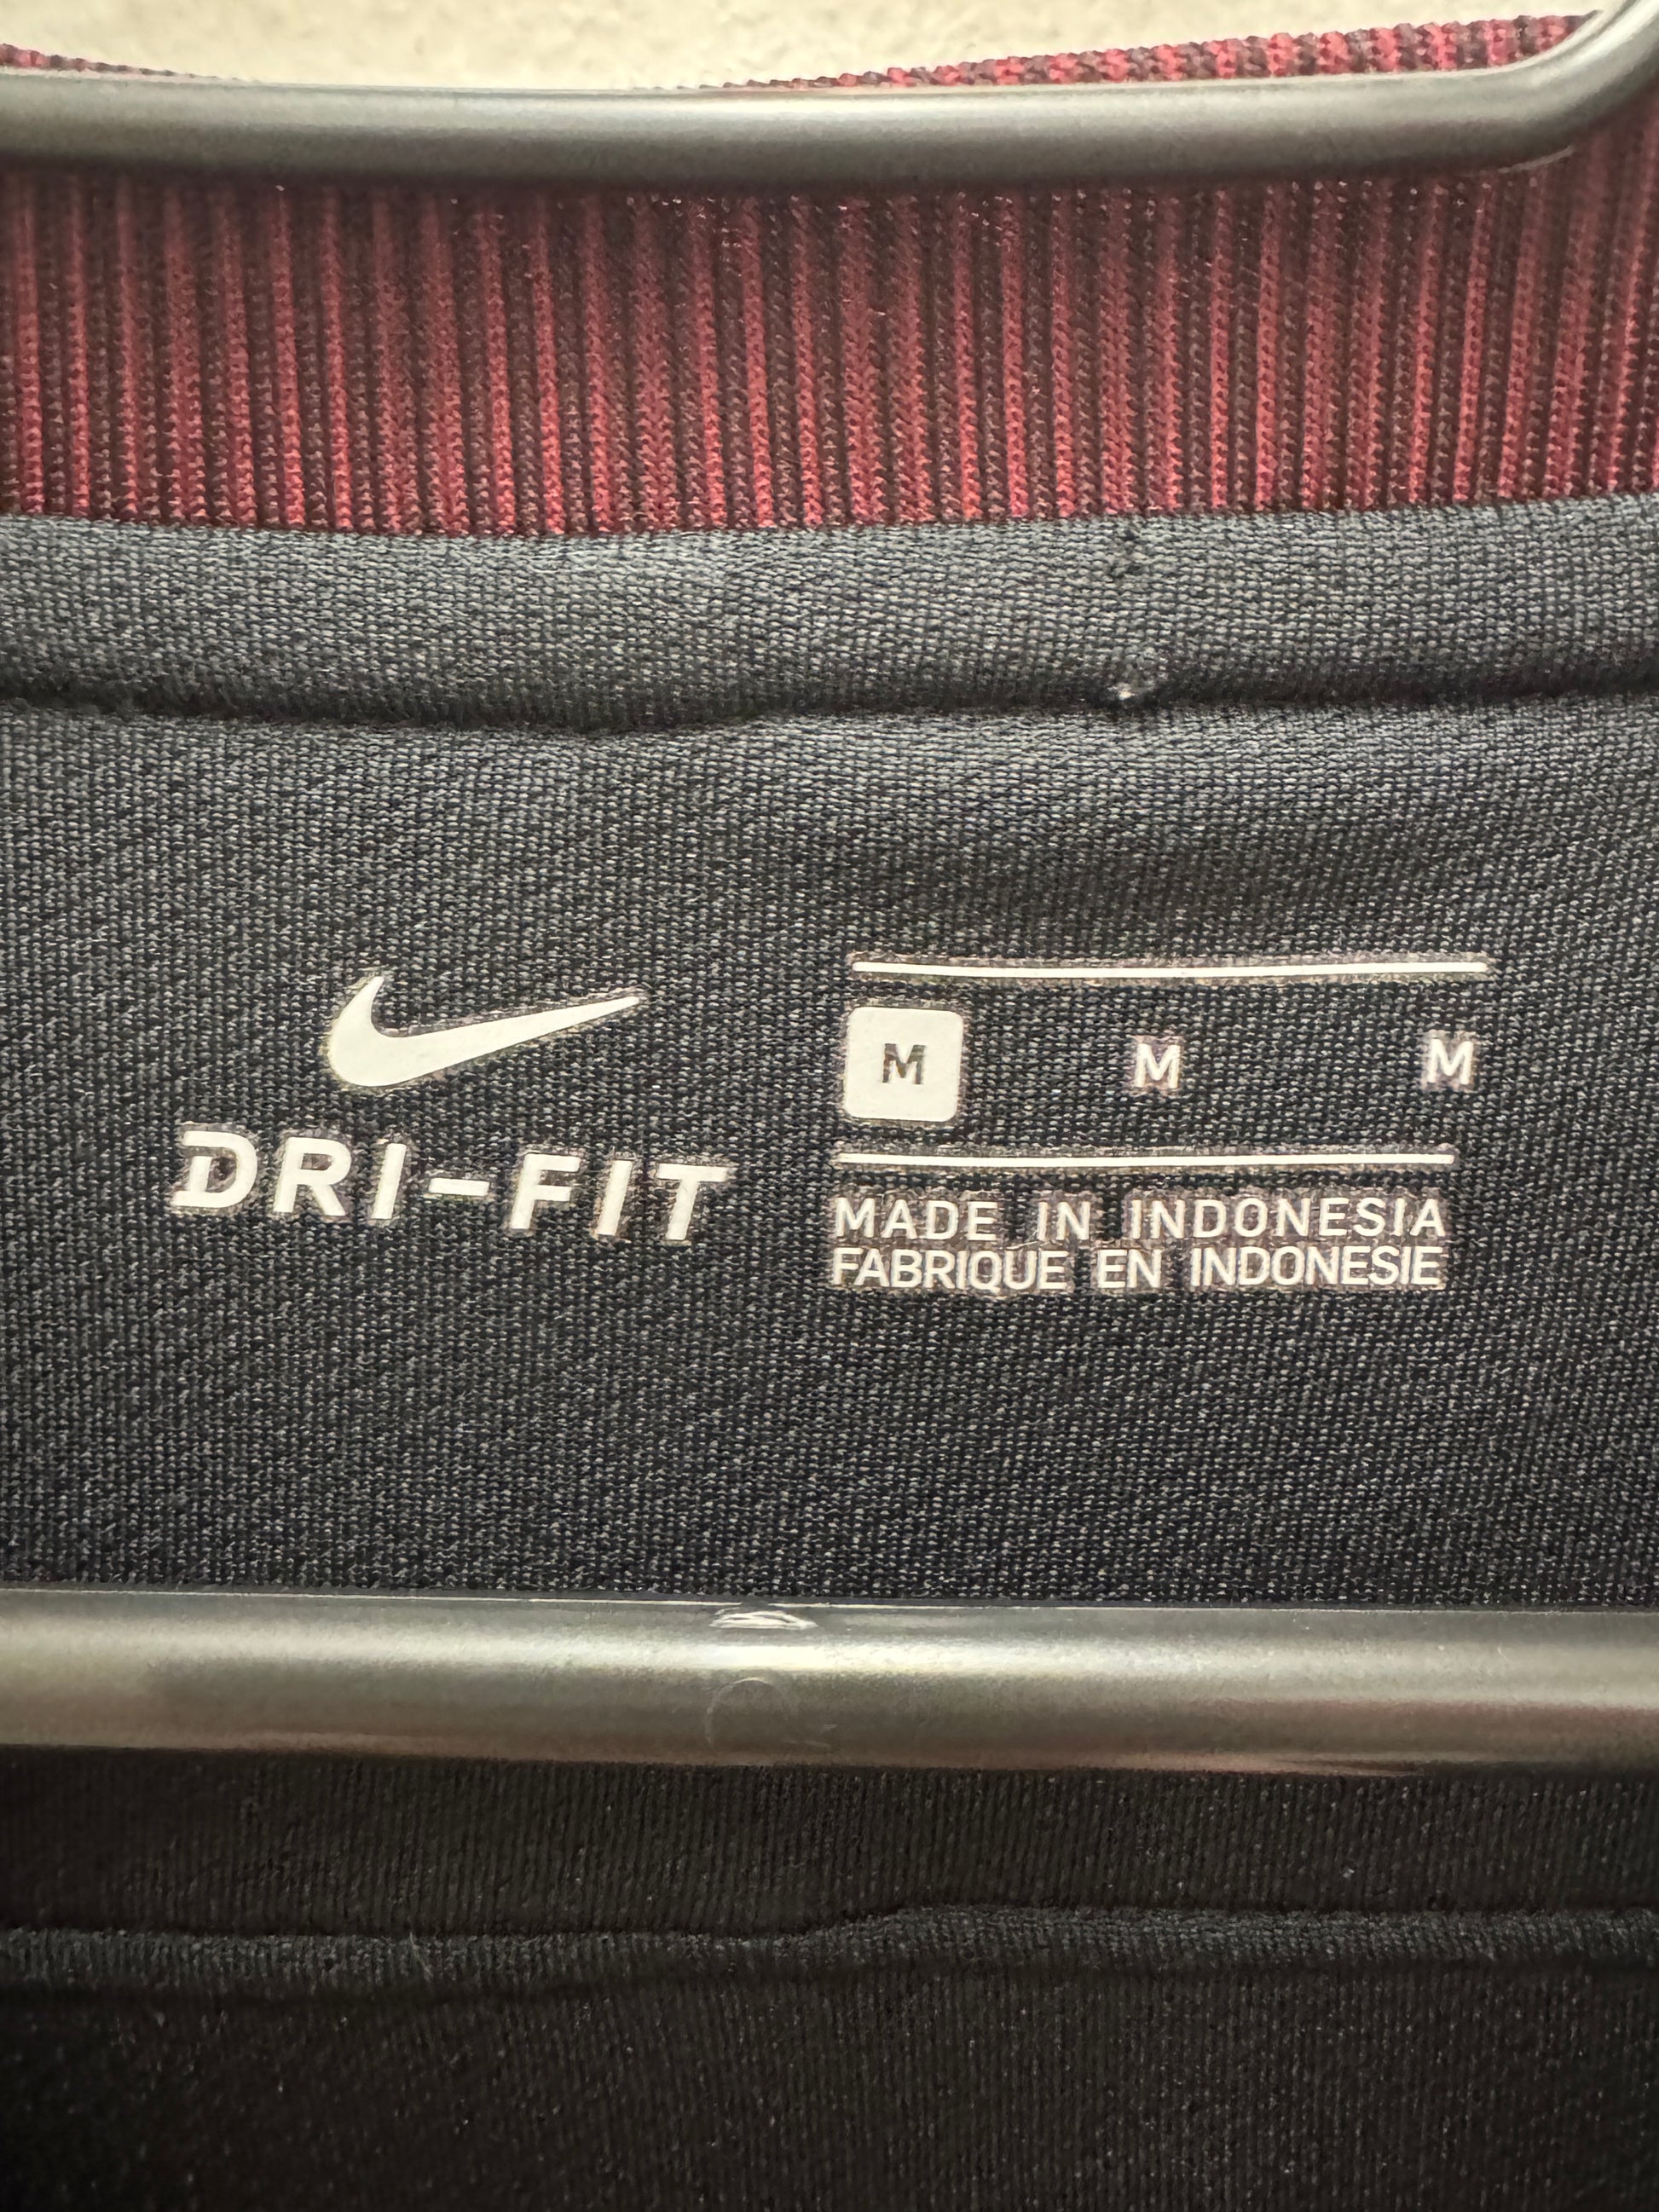 DRI-FIT
M M M
MADE IN INDONESIA
FABRIQUE EN INDONESIE